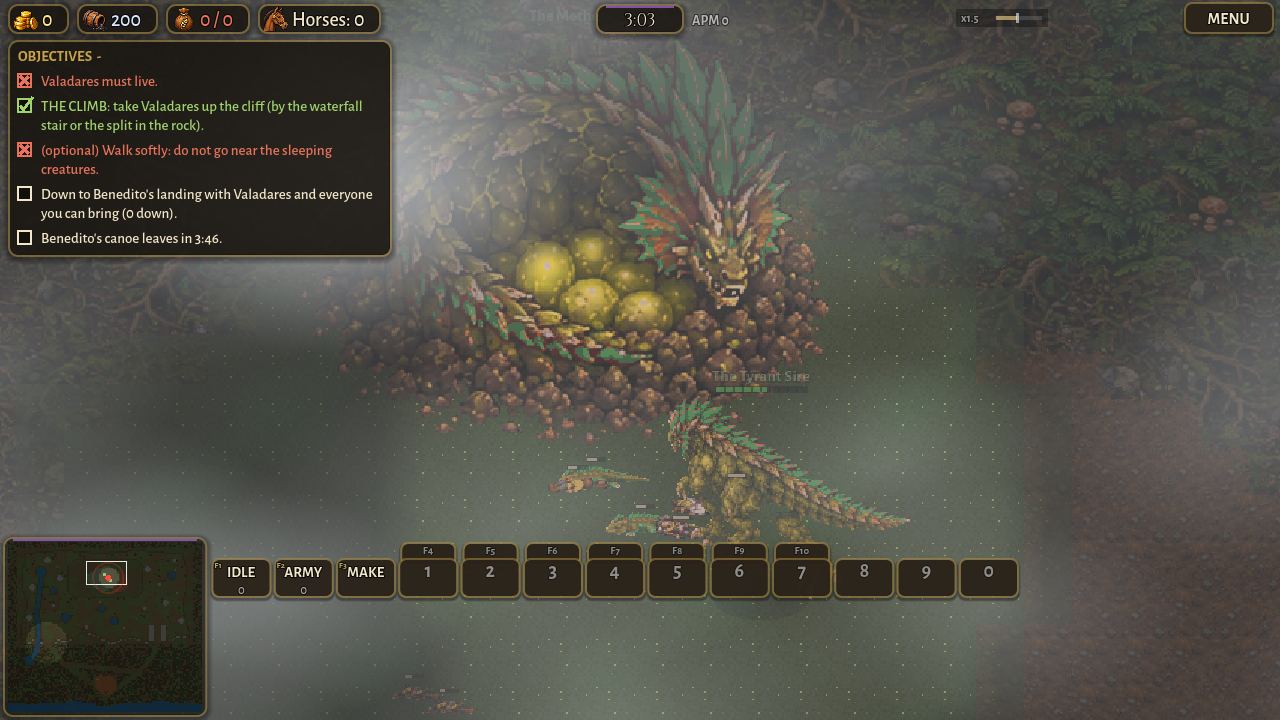 0
200
0 / 0
Horses: 0
The Moth
3:03
APM 0
x1.5
MENU
OBJECTIVES -
Valadares must live.
THE CLIMB: take Valadares up the cliff (by the waterfall
stair or the split in the rock).
(optional) Walk softly: do not go near the sleeping
creatures.
Down to Benedito's landing with Valadares and everyone
you can bring (0 down).
Benedito's canoe leaves in 3:46.
The Tyrant Sire
F1 IDLE
0
F2 ARMY
0
F3 MAKE
F4 F5 F6 F7 F8 F9 F10
1 2 3 4 5 6 7 8 9 0